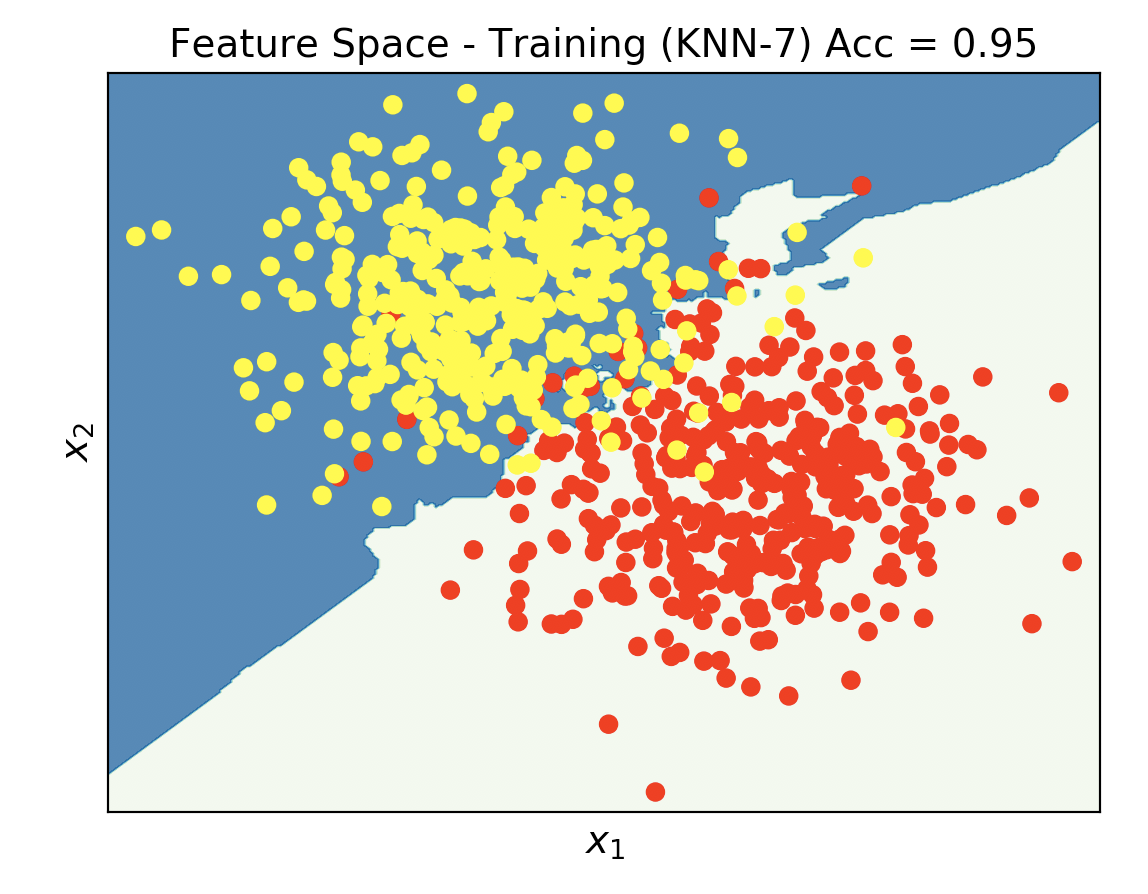 Feature Space - Training (KNN-7) Acc = 0.95
x₂
x₁